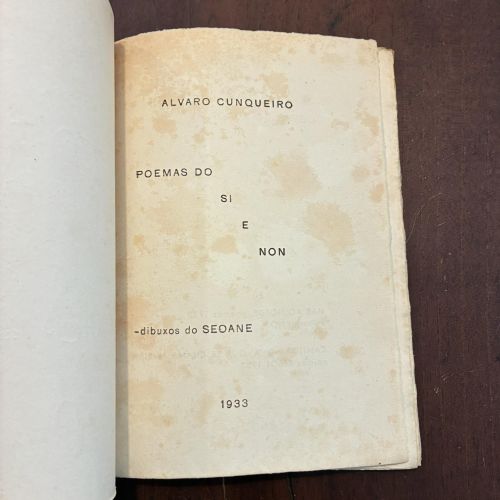 ALVARO CUNQUEIRO
POEMAS DO
SI
E
NON
-dibuxos do SEOANE
1933